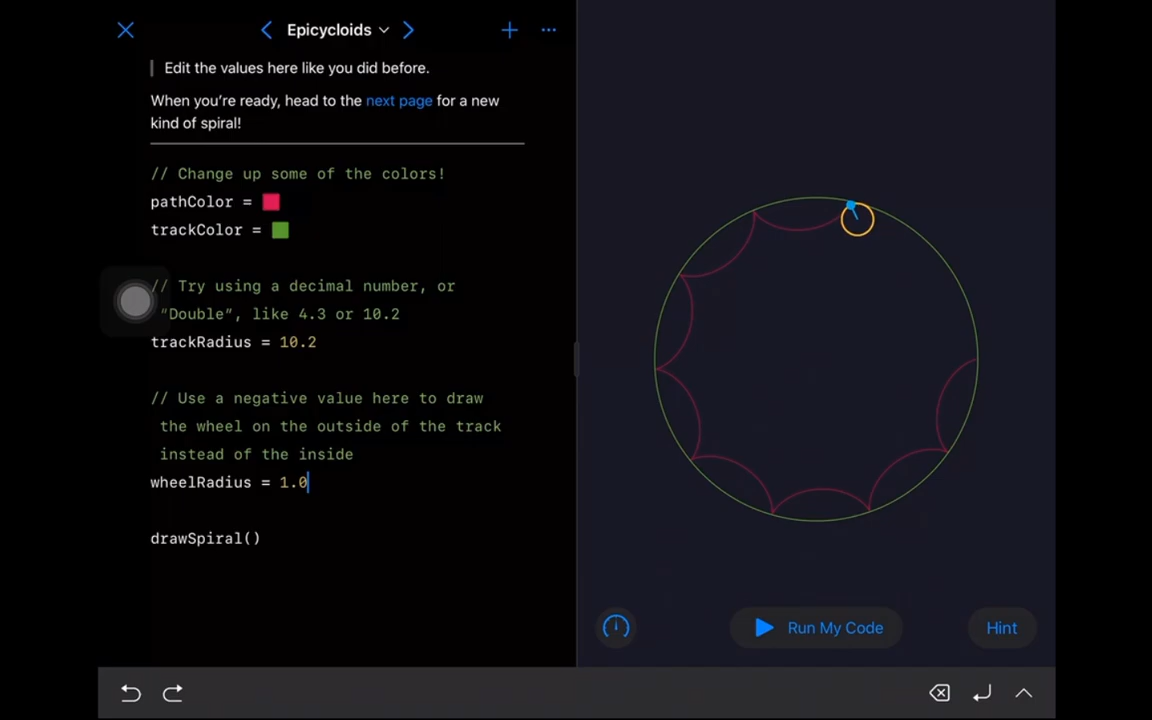 Epicycloids
Edit the values here like you did before.
When you’re ready, head to the next page for a new
kind of spiral!
// Change up some of the colors!
pathColor =
trackColor =
// Try using a decimal number, or
"Double", like 4.3 or 10.2
trackRadius = 10.2
// Use a negative value here to draw
the wheel on the outside of the track
instead of the inside
wheelRadius = 1.0
drawSpiral()
Run My Code
Hint